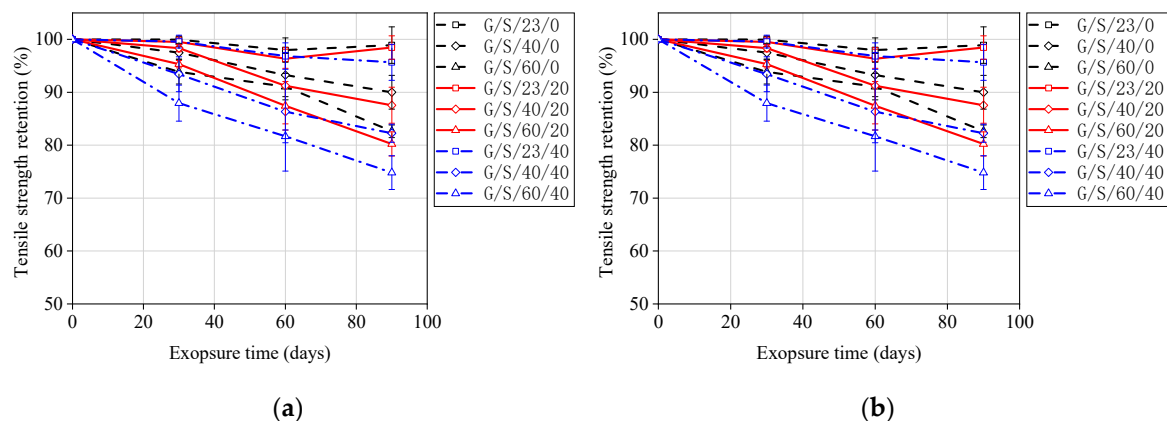 100
90
80
70
60
50
0
20
40
60
80
100
Tensile strength retention (%)
Exopsure time (days)
G/S/23/0
G/S/40/0
G/S/60/0
G/S/23/20
G/S/40/20
G/S/60/20
G/S/23/40
G/S/40/40
G/S/60/40
(a)
100
90
80
70
60
50
0
20
40
60
80
100
Tensile strength retention (%)
Exopsure time (days)
G/S/23/0
G/S/40/0
G/S/60/0
G/S/23/20
G/S/40/20
G/S/60/20
G/S/23/40
G/S/40/40
G/S/60/40
(b)